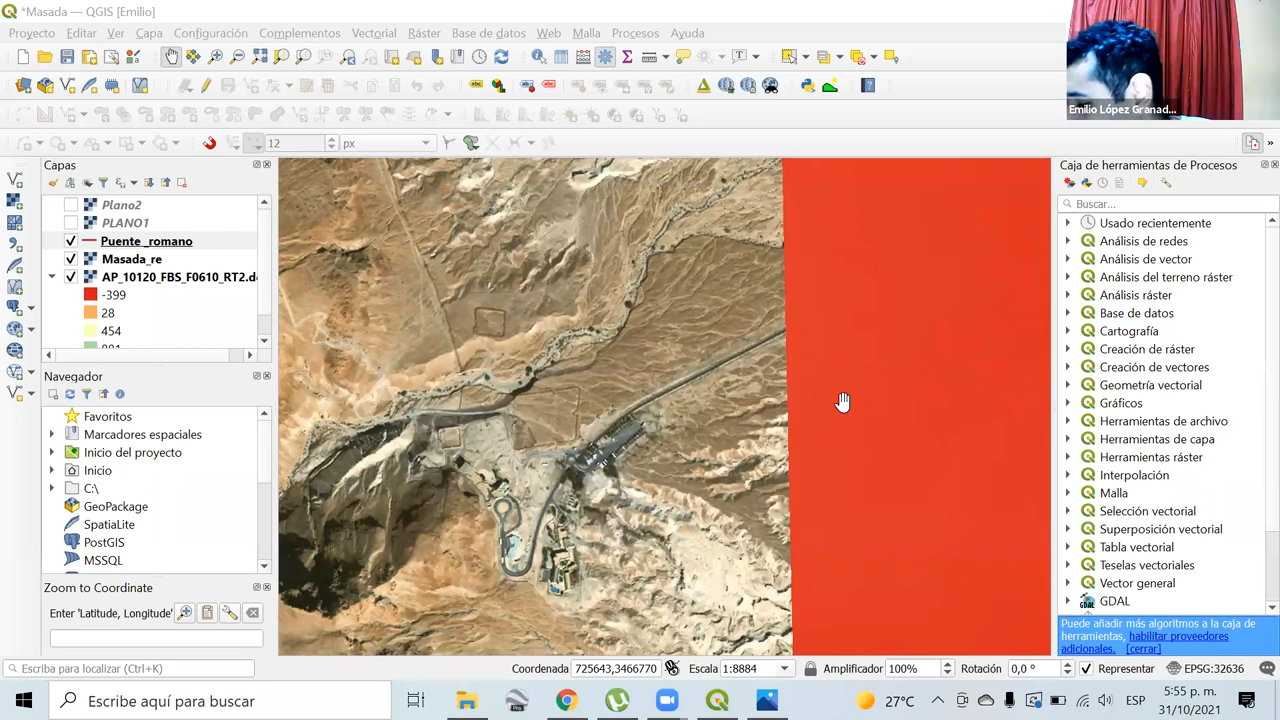 *Masada — QGIS [Emilio]
Proyecto Editar Ver Capa Configuración Complementos Vectorial Base de datos Web Malla Procesos Ayuda
Emilio López Granad...
12 px
Capas
Plano2
PLANO1
Puente _romano
Masada_re
AP_10120_FBS_F0610_RT2.d
-399
28
454
Navegador
Favoritos
Marcadores espaciales
Inicio del proyecto
Inicio
C:\
GeoPackage
SpatiaLite
PostGIS
MSSQL
Zoom to Coordinate
Enter 'Latitude, Longitude'
Caja de herramientas de Procesos
Buscar...
Usado recientemente
Análisis de redes
Análisis de vector
Análisis del terreno ráster
Análisis ráster
Base de datos
Cartografía
Creación de ráster
Creación de vectores
Geometría vectorial
Gráficos
Herramientas de archivo
Herramientas de capa
Herramientas ráster
Interpolación
Malla
Selección vectorial
Superposición vectorial
Tabla vectorial
Teselas vectoriales
Vector general
GDAL
Puede añadir más algoritmos a la caja de
herramientas, habilitar proveedores
adicionales. [cerrar]
Escriba para localizar (Ctrl+K) Coordenada 725643,3466770 Escala 1:8884 Amplificador 100% Rotación 0,0 ° Representar EPSG:32636
Escribe aquí para buscar
Pro
27°C
ESP
5:55 p. m.
31/10/2021